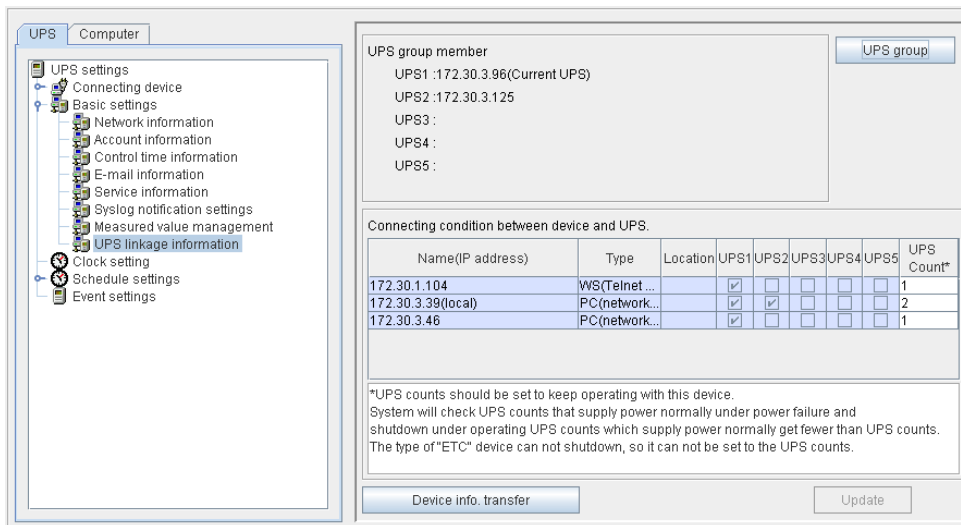 UPS Computer
UPS settings
Connecting device
Basic settings
Network information
Account information
Control time information
E-mail information
Service information
Syslog notification settings
Measured value management
UPS linkage information
Clock setting
Schedule settings
Event settings
UPS group member
UPS1 :172.30.3.96(Current UPS)
UPS2 :172.30.3.125
UPS3 :
UPS4 :
UPS5 :
UPS group
Connecting condition between device and UPS.
Name(IP address) Type Location UPS1 UPS2 UPS3 UPS4 UPS5 UPS Count*
172.30.1.104 WS(Telnet ... 1
172.30.3.39(local) PC(network... 2
172.30.3.46 PC(network... 1
*UPS counts should be set to keep operating with this device.
System will check UPS counts that supply power normally under power failure and
shutdown under operating UPS counts which supply power normally get fewer than UPS counts.
The type of "ETC" device can not shutdown, so it can not be set to the UPS counts.
Device info. transfer Update